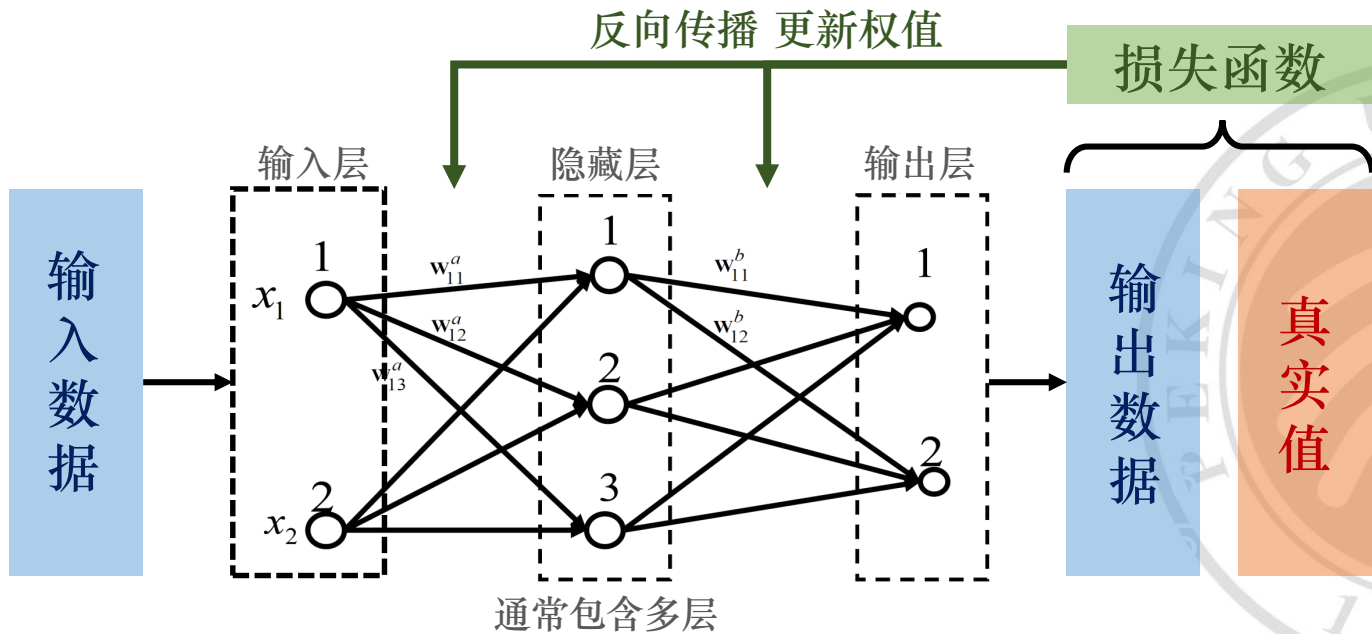 反向传播 更新权值
损失函数
输入层
隐藏层
输出层
输入数据
x₁
1
x₂
2
w₁₁ᵃ
w₁₂ᵃ
w₁₃ᵃ
1
2
3
w₁₁ᵇ
w₁₂ᵇ
1
2
输出数据
真实值
通常包含多层
PEKING